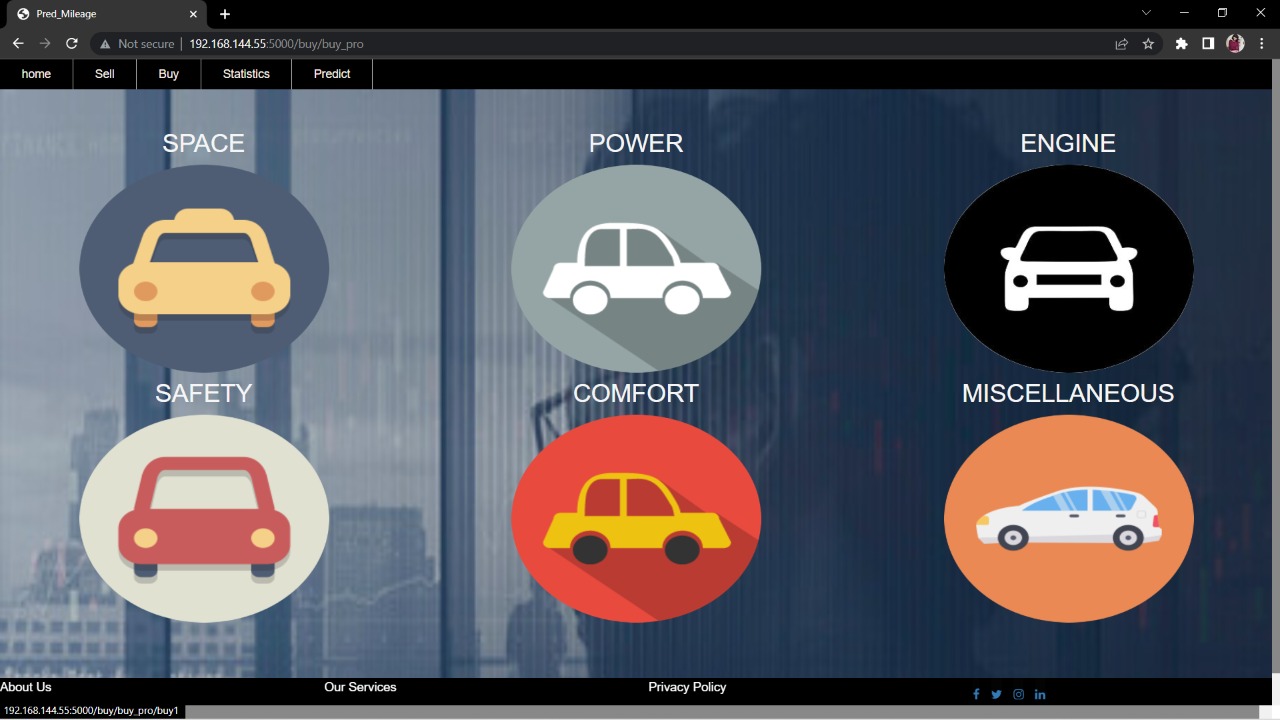 Pred_Mileage
Not secure | 192.168.144.55:5000/buy/buy_pro
home Sell Buy Statistics Predict
SPACE POWER ENGINE
SAFETY COMFORT MISCELLANEOUS
About Us Our Services Privacy Policy
192.168.144.55:5000/buy/buy_pro/buy1